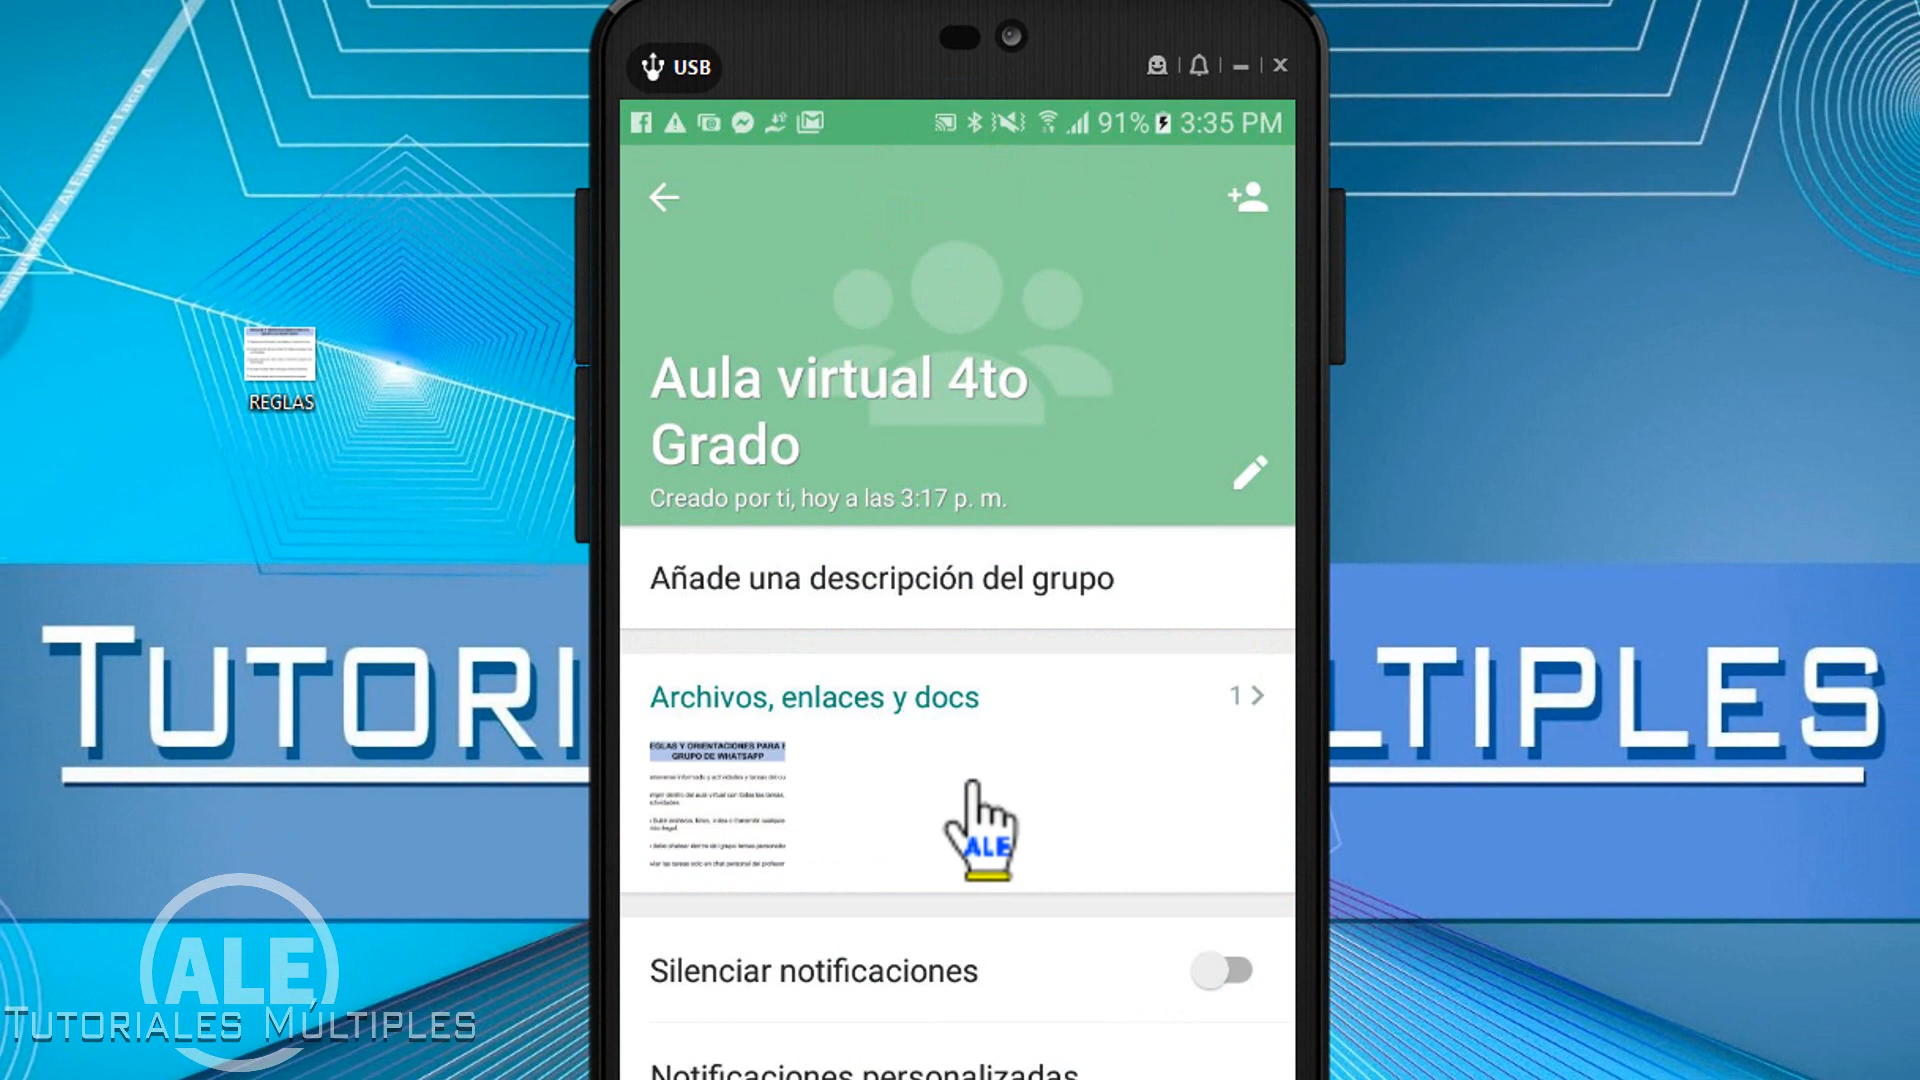 USB
91% 3:35 PM
Aula virtual 4to
Grado
Creado por ti, hoy a las 3:17 p. m.
Añade una descripción del grupo
Archivos, enlaces y docs
1
EGLAS Y ORIENTACIONES PARA E
GRUPO DE WHATSAPP
ALE
Silenciar notificaciones
Notificaciones personalizadas
REGLAS
TUTORI
LTIPLES
ALE
TUTORIALES MÚLTIPLES